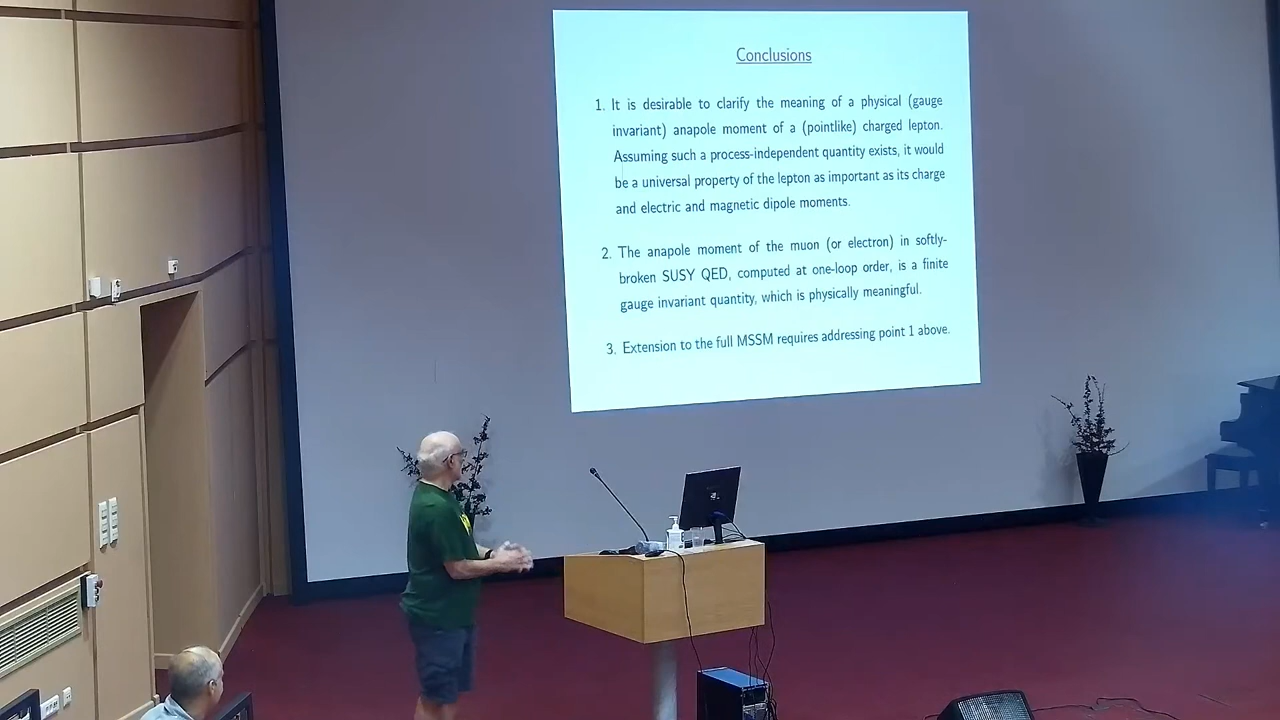 Conclusions
1. It is desirable to clarify the meaning of a physical (gauge
invariant) anapole moment of a (pointlike) charged lepton.
Assuming such a process-independent quantity exists, it would
be a universal property of the lepton as important as its charge
and electric and magnetic dipole moments.
2. The anapole moment of the muon (or electron) in softly-
broken SUSY QED, computed at one-loop order, is a finite
gauge invariant quantity, which is physically meaningful.
3. Extension to the full MSSM requires addressing point 1 above.